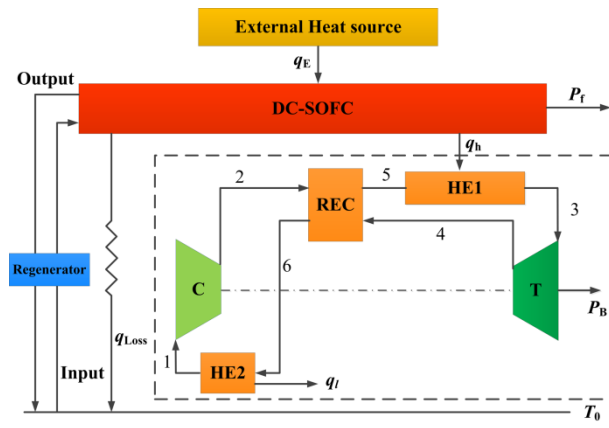 External Heat source
qE
Output
DC-SOFC
Pf
qh
2
5
HE1
REC
3
4
Regenerator
6
C
T
PB
qLoss
1
Input
HE2
ql
T0